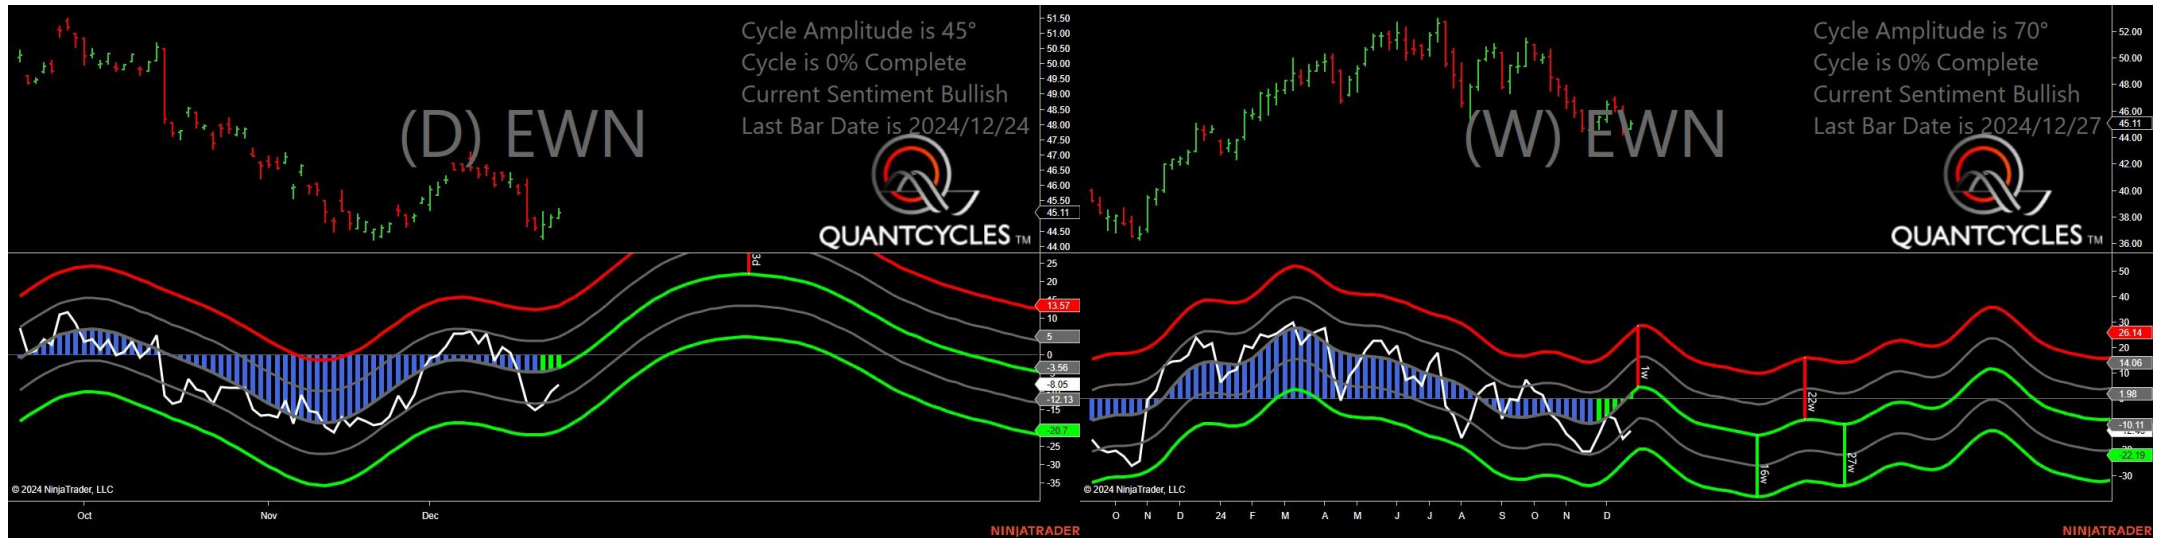 Cycle Amplitude is 45°
Cycle is 0% Complete
Current Sentiment Bullish
Last Bar Date is 2024/12/24
(D) EWN
QUANTCYCLES TM
51.50
51.00
50.50
50.00
49.50
49.00
48.50
48.00
47.50
47.00
46.50
46.00
45.50
45.11
44.50
44.00
3d
25
20
13.57
10
5
0
-3.56
-8.05
-12.13
-15
-20.7
-25
-30
-35
© 2024 NinjaTrader, LLC
Oct Nov Dec
NINJATRADER
Cycle Amplitude is 70°
Cycle is 0% Complete
Current Sentiment Bullish
Last Bar Date is 2024/12/27
(W) EWN
QUANTCYCLES TM
52.00
50.00
48.00
46.00
45.11
44.00
42.00
40.00
38.00
36.00
1w
22w
16w
27w
50
40
30
26.14
20
14.06
10
1.98
-10.11
-22.19
-30
© 2024 NinjaTrader, LLC
O N D 24 F M A M J J A S O N D
NINJATRADER